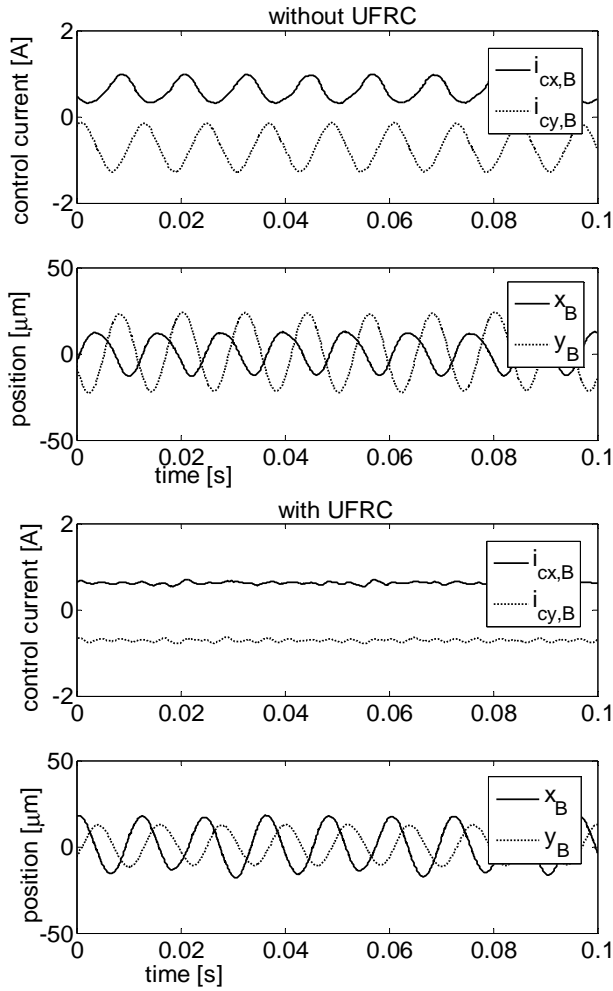 without UFRC
control current [A]
2
0
-2
i_cx,B
i_cy,B
0 0.02 0.04 0.06 0.08 0.1
position [μm]
50
0
-50
x_B
y_B
0 0.02 0.04 0.06 0.08 0.1
time [s]
with UFRC
control current [A]
2
0
-2
i_cx,B
i_cy,B
0 0.02 0.04 0.06 0.08 0.1
position [μm]
50
0
-50
x_B
y_B
0 0.02 0.04 0.06 0.08 0.1
time [s]